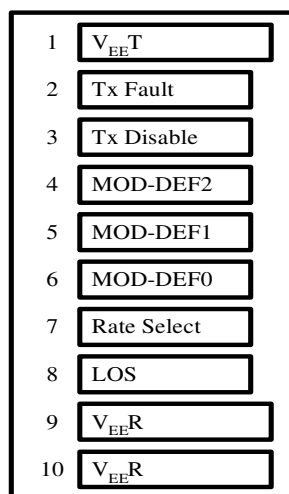 1 VEET
2 Tx Fault
3 Tx Disable
4 MOD-DEF2
5 MOD-DEF1
6 MOD-DEF0
7 Rate Select
8 LOS
9 VEER
10 VEER